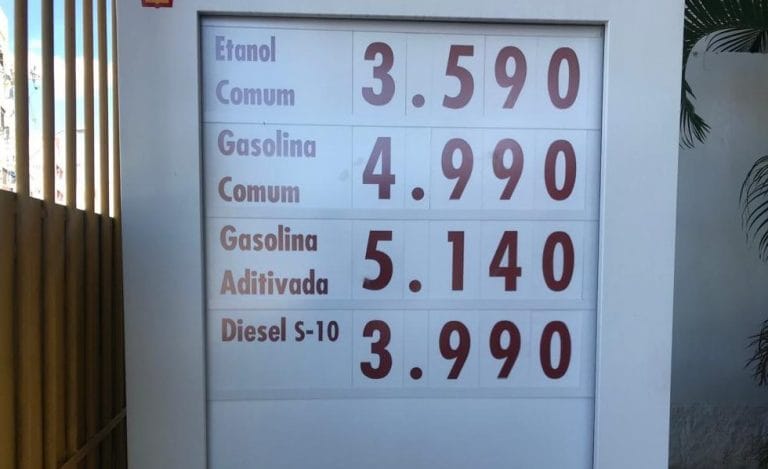 Etanol
Comum 3.590
Gasolina
Comum 4.990
Gasolina
Aditivada 5.140
Diesel S-10 3.990